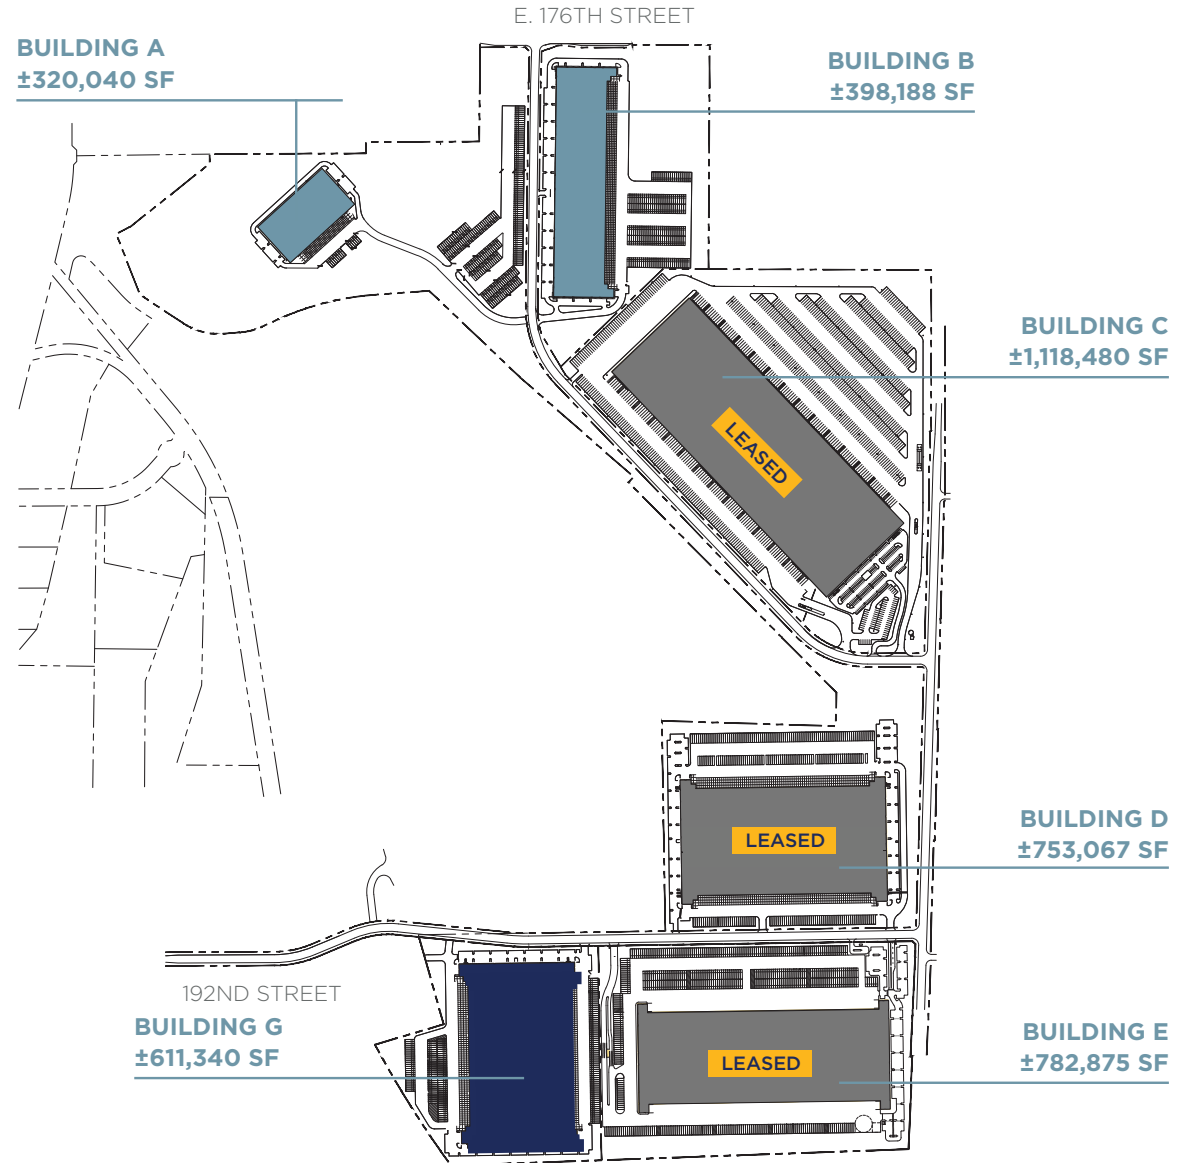 E. 176TH STREET
BUILDING A
±320,040 SF
BUILDING B
±398,188 SF
BUILDING C
±1,118,480 SF
LEASED
BUILDING D
±753,067 SF
LEASED
192ND STREET
BUILDING G
±611,340 SF
BUILDING E
±782,875 SF
LEASED